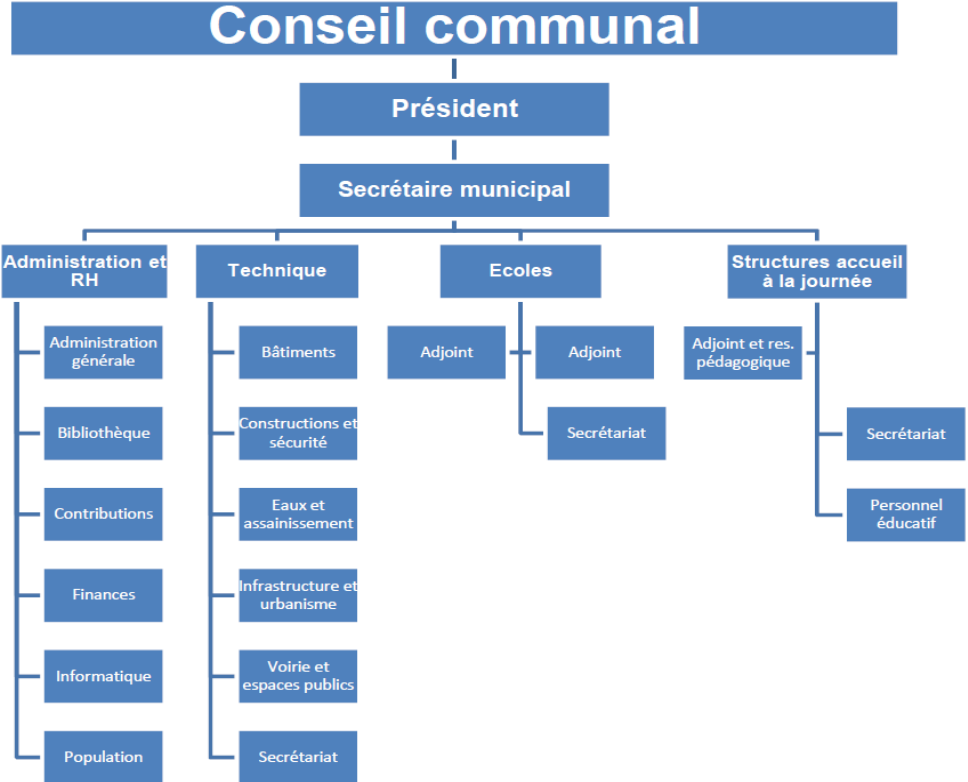 Conseil communal
Président
Secrétaire municipal
Administration et
RH
Technique
Ecoles
Structures accueil
à la journée
Administration
générale
Bibliothèque
Contributions
Finances
Informatique
Population
Bâtiments
Constructions et
sécurité
Eaux et
assainissement
Infrastructure et
urbanisme
Voirie et
espaces publics
Secrétariat
Adjoint
Adjoint
Secrétariat
Adjoint et res.
pédagogique
Secrétariat
Personnel
éducatif